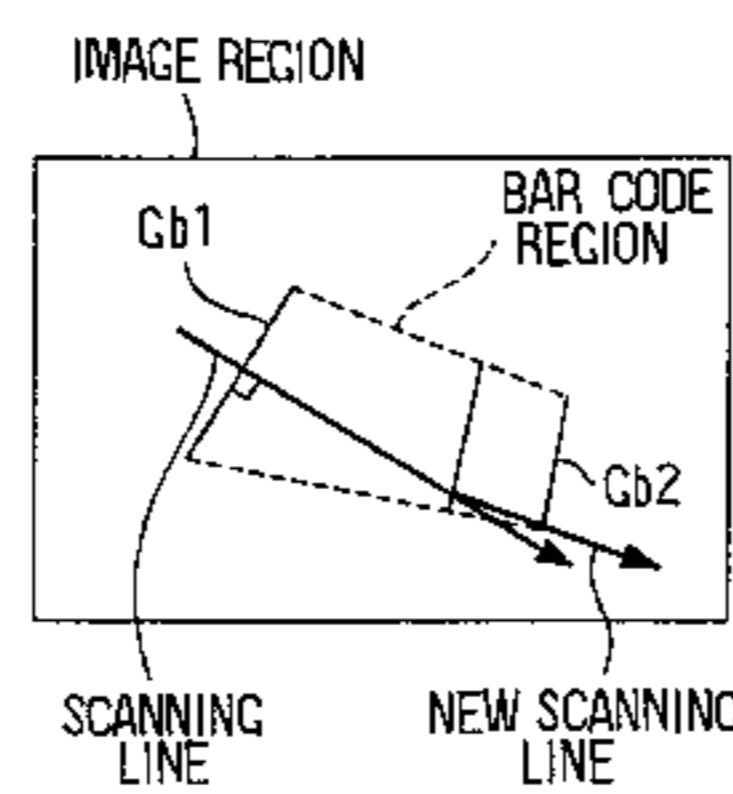 IMAGE REGION
BAR CODE
REGION
Gb1
Gb2
SCANNING
LINE
NEW SCANNING
LINE